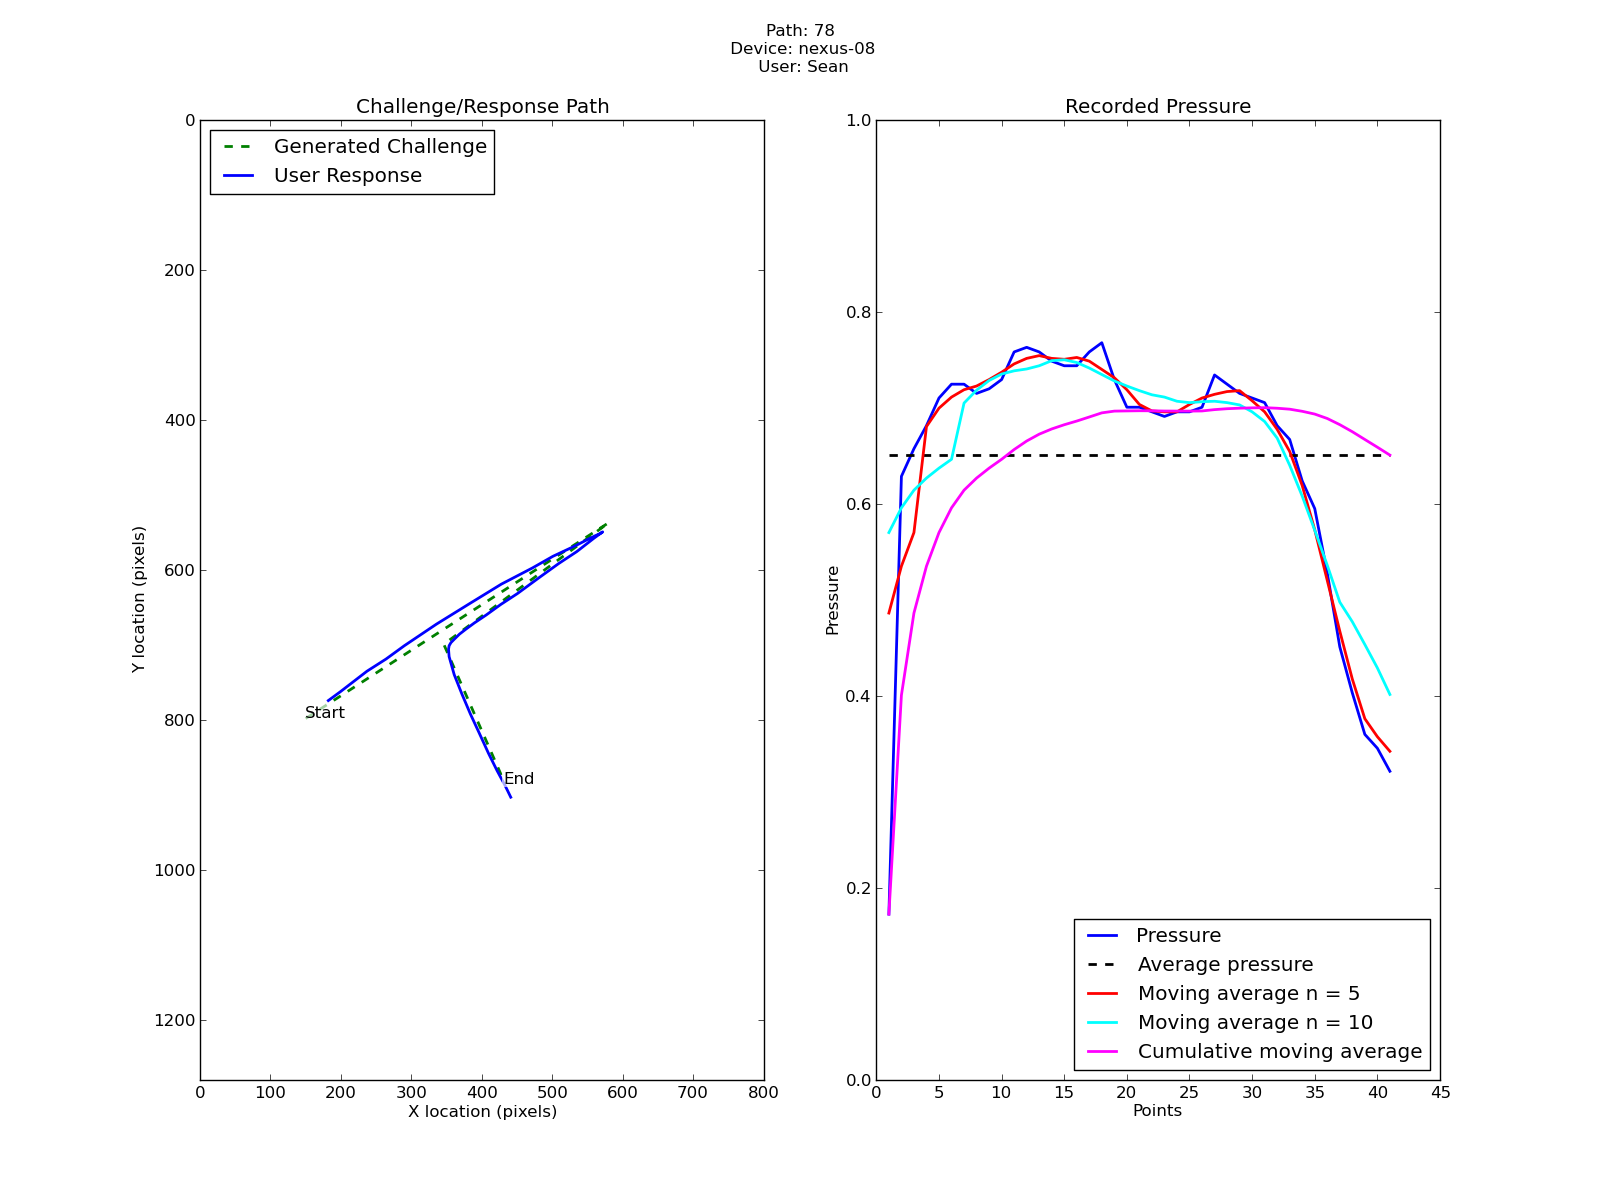 Path: 78
Device: nexus-08
User: Sean
Challenge/Response Path
Generated Challenge
User Response
0
200
400
600
800
1000
1200
Y location (pixels)
Start
End
0 100 200 300 400 500 600 700 800
X location (pixels)
Recorded Pressure
1.0
0.8
0.6
0.4
0.2
0.0
Pressure
Pressure
Average pressure
Moving average n = 5
Moving average n = 10
Cumulative moving average
0 5 10 15 20 25 30 35 40 45
Points